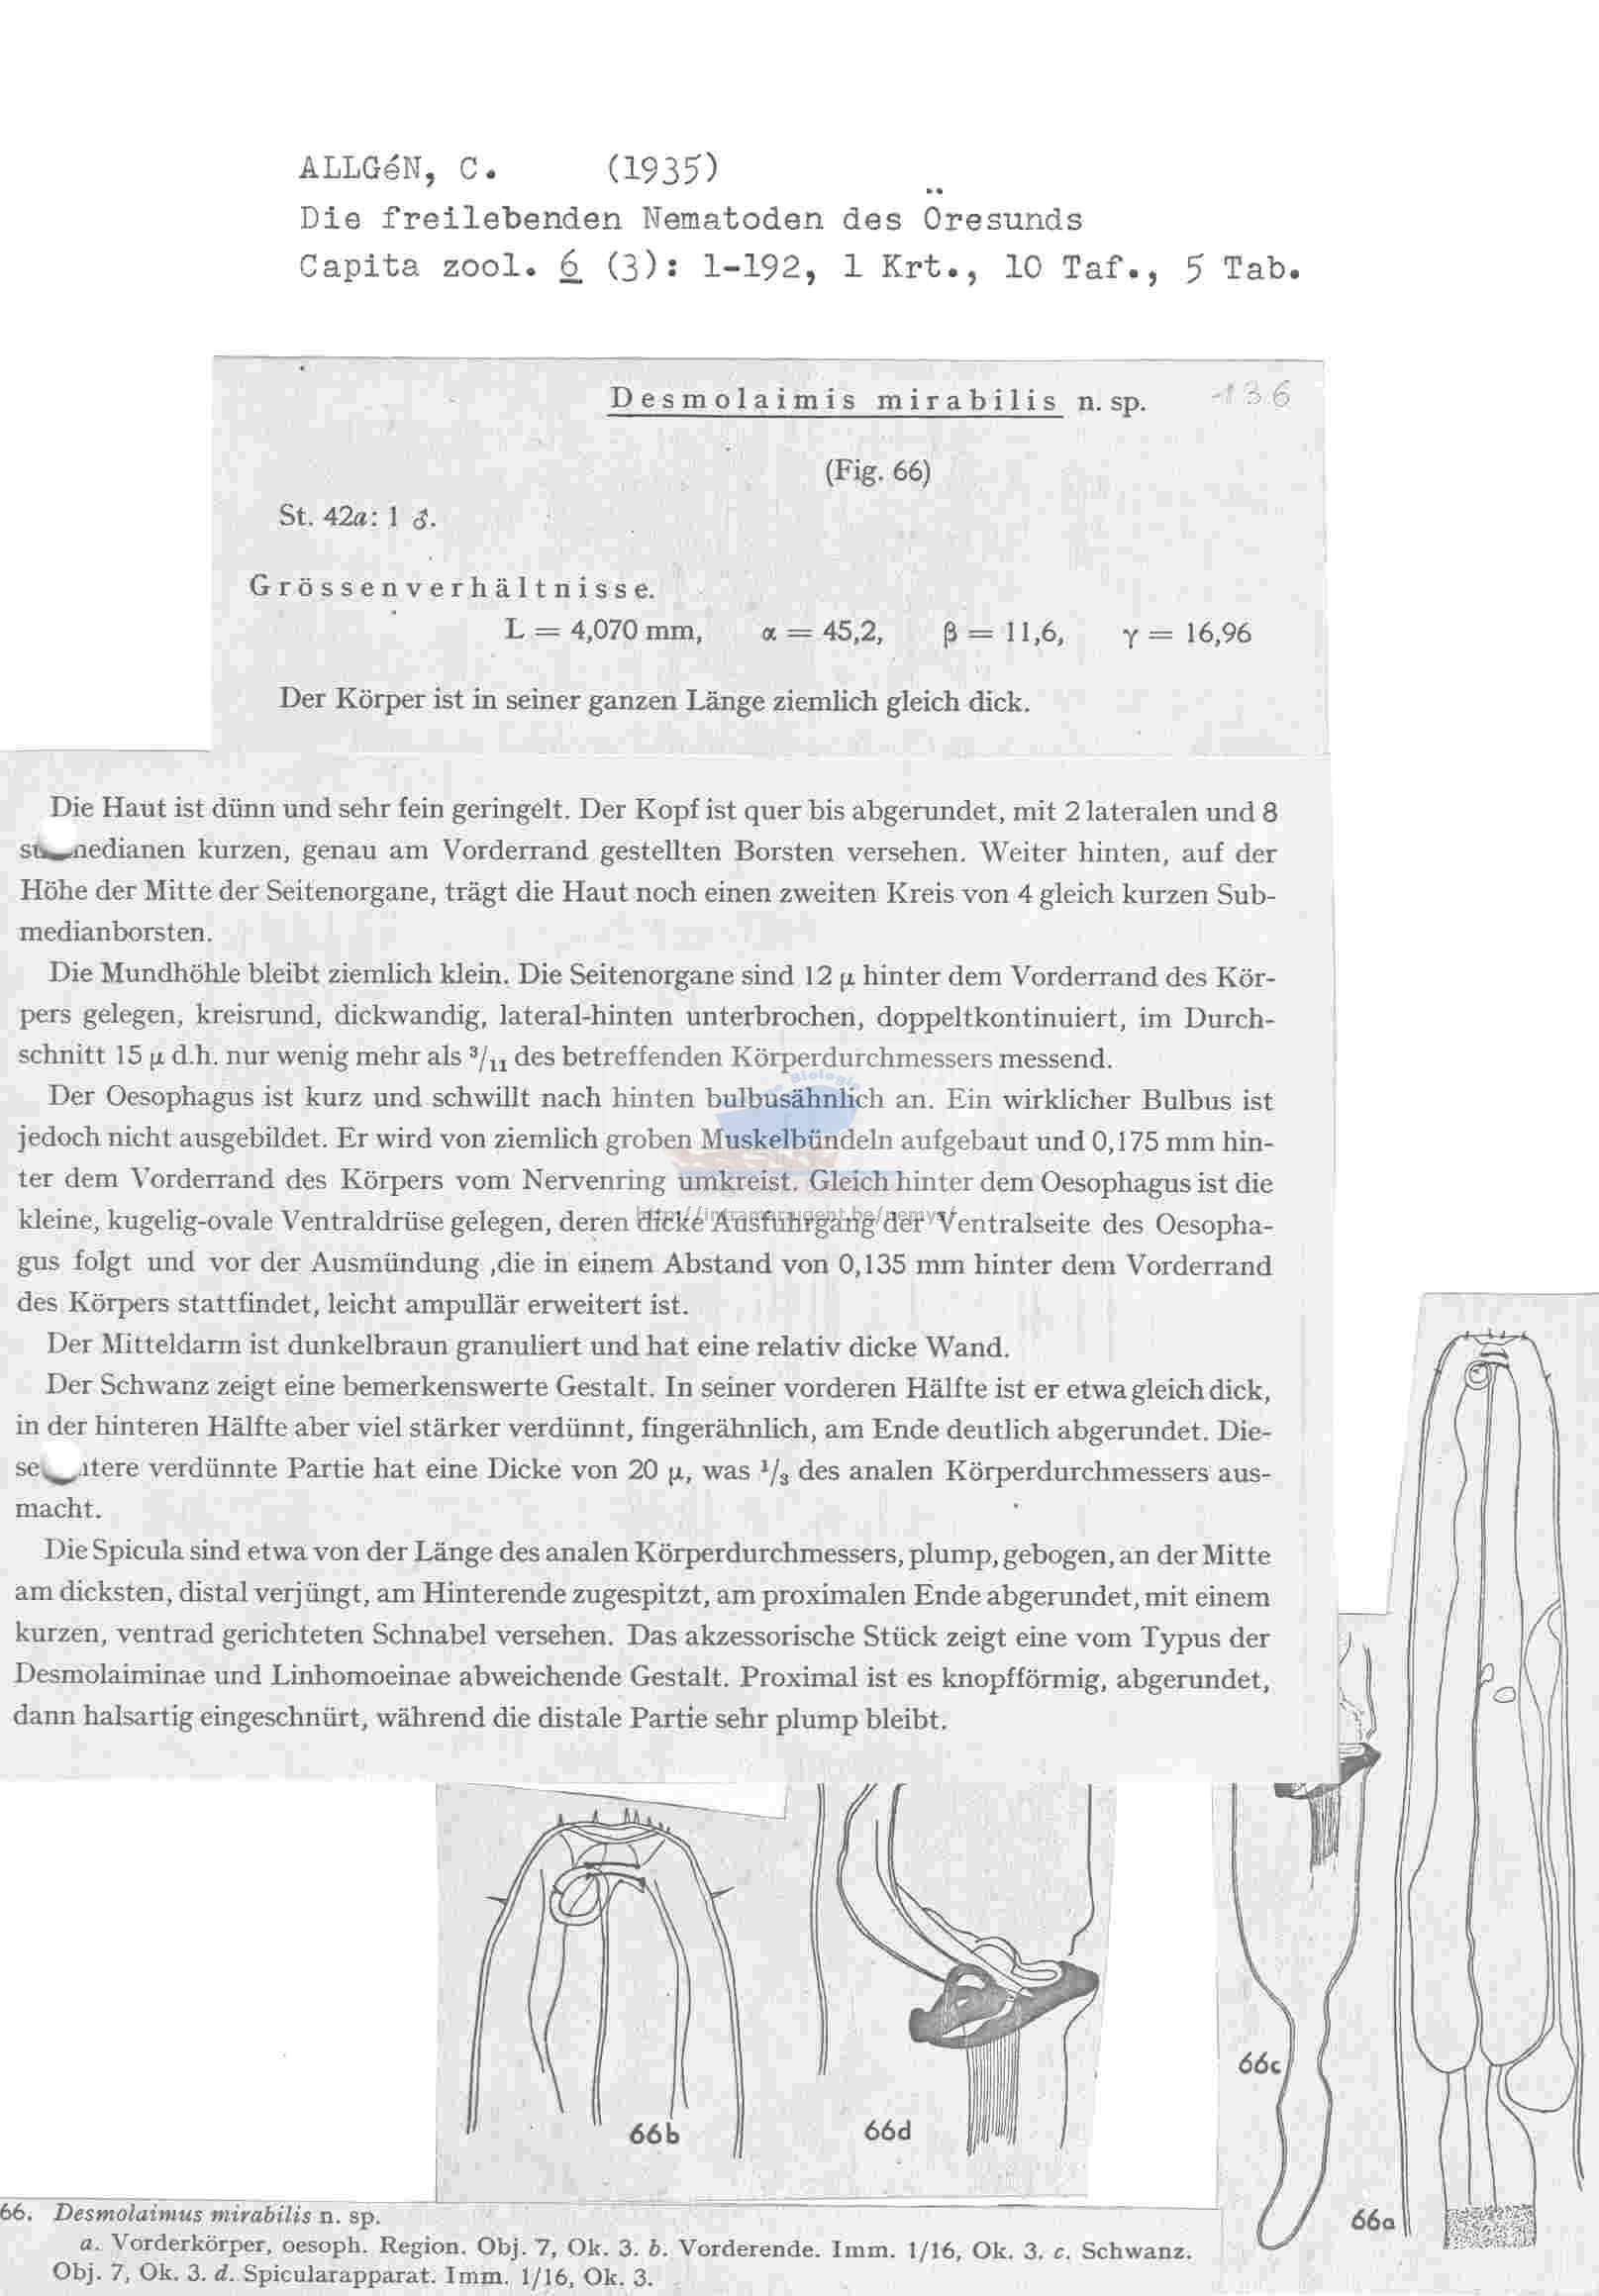 ALLGéN, C. (1935)
Die freilebenden Nematoden des Öresunds
Capita zool. 6 (3): 1-192, 1 Krt., 10 Taf., 5 Tab.
Desmolaimis mirabilis n. sp. 136
(Fig. 66)
St. 42a: 1 ♂.
Grössenverhältnisse.
L = 4,070 mm, α = 45,2, β = 11,6, γ = 16,96
Der Körper ist in seiner ganzen Länge ziemlich gleich dick.
Die Haut ist dünn und sehr fein geringelt. Der Kopf ist quer bis abgerundet, mit 2 lateralen und 8
medianen kurzen, genau am Vorderrand gestellten Borsten versehen. Weiter hinten, auf der
Höhe der Mitte der Seitenorgane, trägt die Haut noch einen zweiten Kreis von 4 gleich kurzen Sub-
medianborsten.
Die Mundhöhle bleibt ziemlich klein. Die Seitenorgane sind 12 μ hinter dem Vorderrand des Kör-
pers gelegen, kreisrund, dickwandig, lateral-hinten unterbrochen, doppeltkontinuiert, im Durch-
schnitt 15 μ d.h. nur wenig mehr als ³/₁₁ des betreffenden Körperdurchmessers messend.
Der Oesophagus ist kurz und schwillt nach hinten bulbusähnlich an. Ein wirklicher Bulbus ist
jedoch nicht ausgebildet. Er wird von ziemlich groben Muskelbündeln aufgebaut und 0,175 mm hin-
ter dem Vorderrand des Körpers vom Nervenring umkreist. Gleich hinter dem Oesophagus ist die
kleine, kugelig-ovale Ventraldrüse gelegen, deren dicke Ausführgang der Ventralseite des Oesopha-
gus folgt und vor der Ausmündung ,die in einem Abstand von 0,135 mm hinter dem Vorderrand
des Körpers stattfindet, leicht ampullär erweitert ist.
Der Mitteldarm ist dunkelbraun granuliert und hat eine relativ dicke Wand.
Der Schwanz zeigt eine bemerkenswerte Gestalt. In seiner vorderen Hälfte ist er etwa gleich dick,
in der hinteren Hälfte aber viel stärker verdünnt, fingerähnlich, am Ende deutlich abgerundet. Die-
se ntere verdünnte Partie hat eine Dicke von 20 μ, was ¹/₃ des analen Körperdurchmessers aus-
macht.
Die Spicula sind etwa von der Länge des analen Körperdurchmessers, plump, gebogen, an der Mitte
am dicksten, distal verjüngt, am Hinterende zugespitzt, am proximalen Ende abgerundet, mit einem
kurzen, ventrad gerichteten Schnabel versehen. Das akzessorische Stück zeigt eine vom Typus der
Desmolaiminae und Linhomoeinae abweichende Gestalt. Proximal ist es knopfförmig, abgerundet,
dann halsartig eingeschnürt, während die distale Partie sehr plump bleibt.
66b
66d
66c
66a
66. Desmolaimus mirabilis n. sp.
a. Vorderkörper, oesoph. Region. Obj. 7, Ok. 3. b. Vorderende. Imm. 1/16, Ok. 3. c. Schwanz.
Obj. 7, Ok. 3. d. Spicularapparat. Imm. 1/16, Ok. 3.